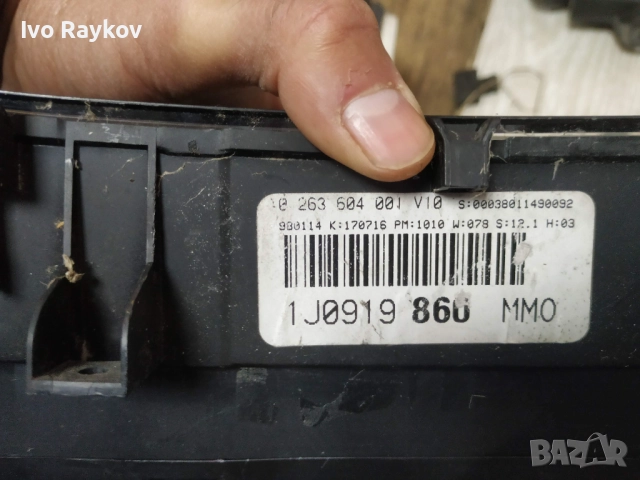 Ivo Raykov
0 263 604 001 V10 S:00038011490092
980114 K:170716 PM:1010 W:078 S:12.1 H:03
1J0919 860 MMO
BAZAR